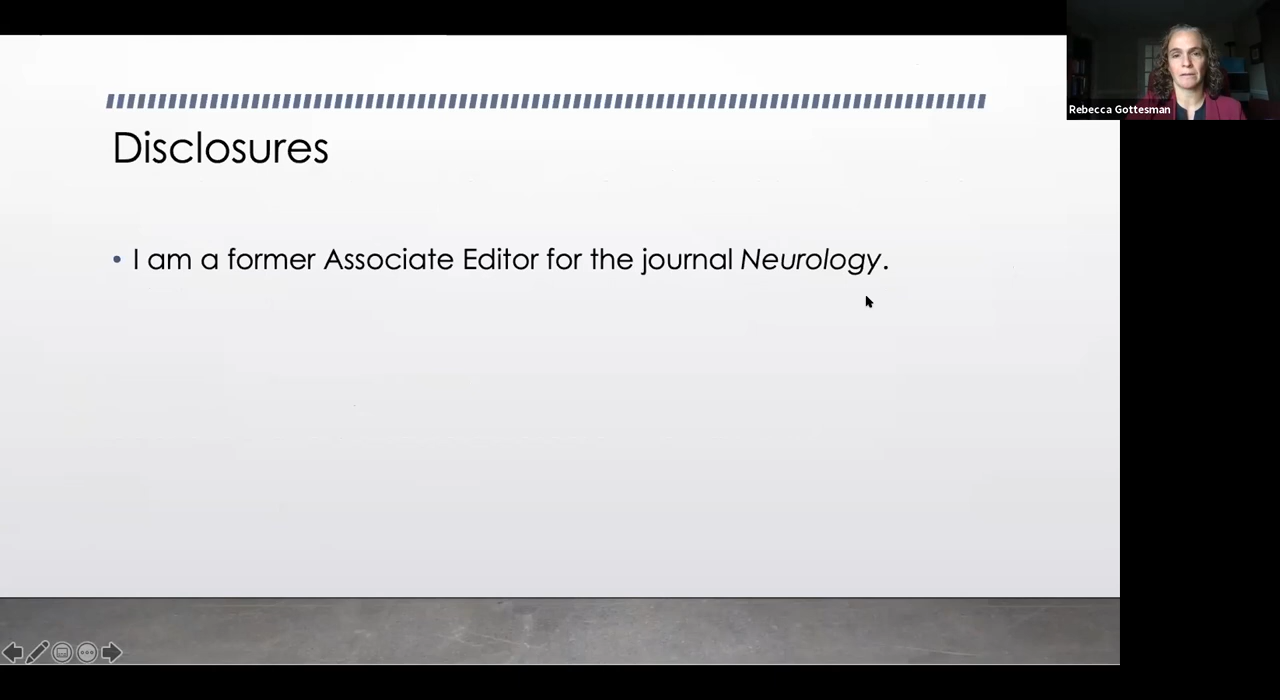 Rebecca Gottesman
Disclosures
• I am a former Associate Editor for the journal Neurology.